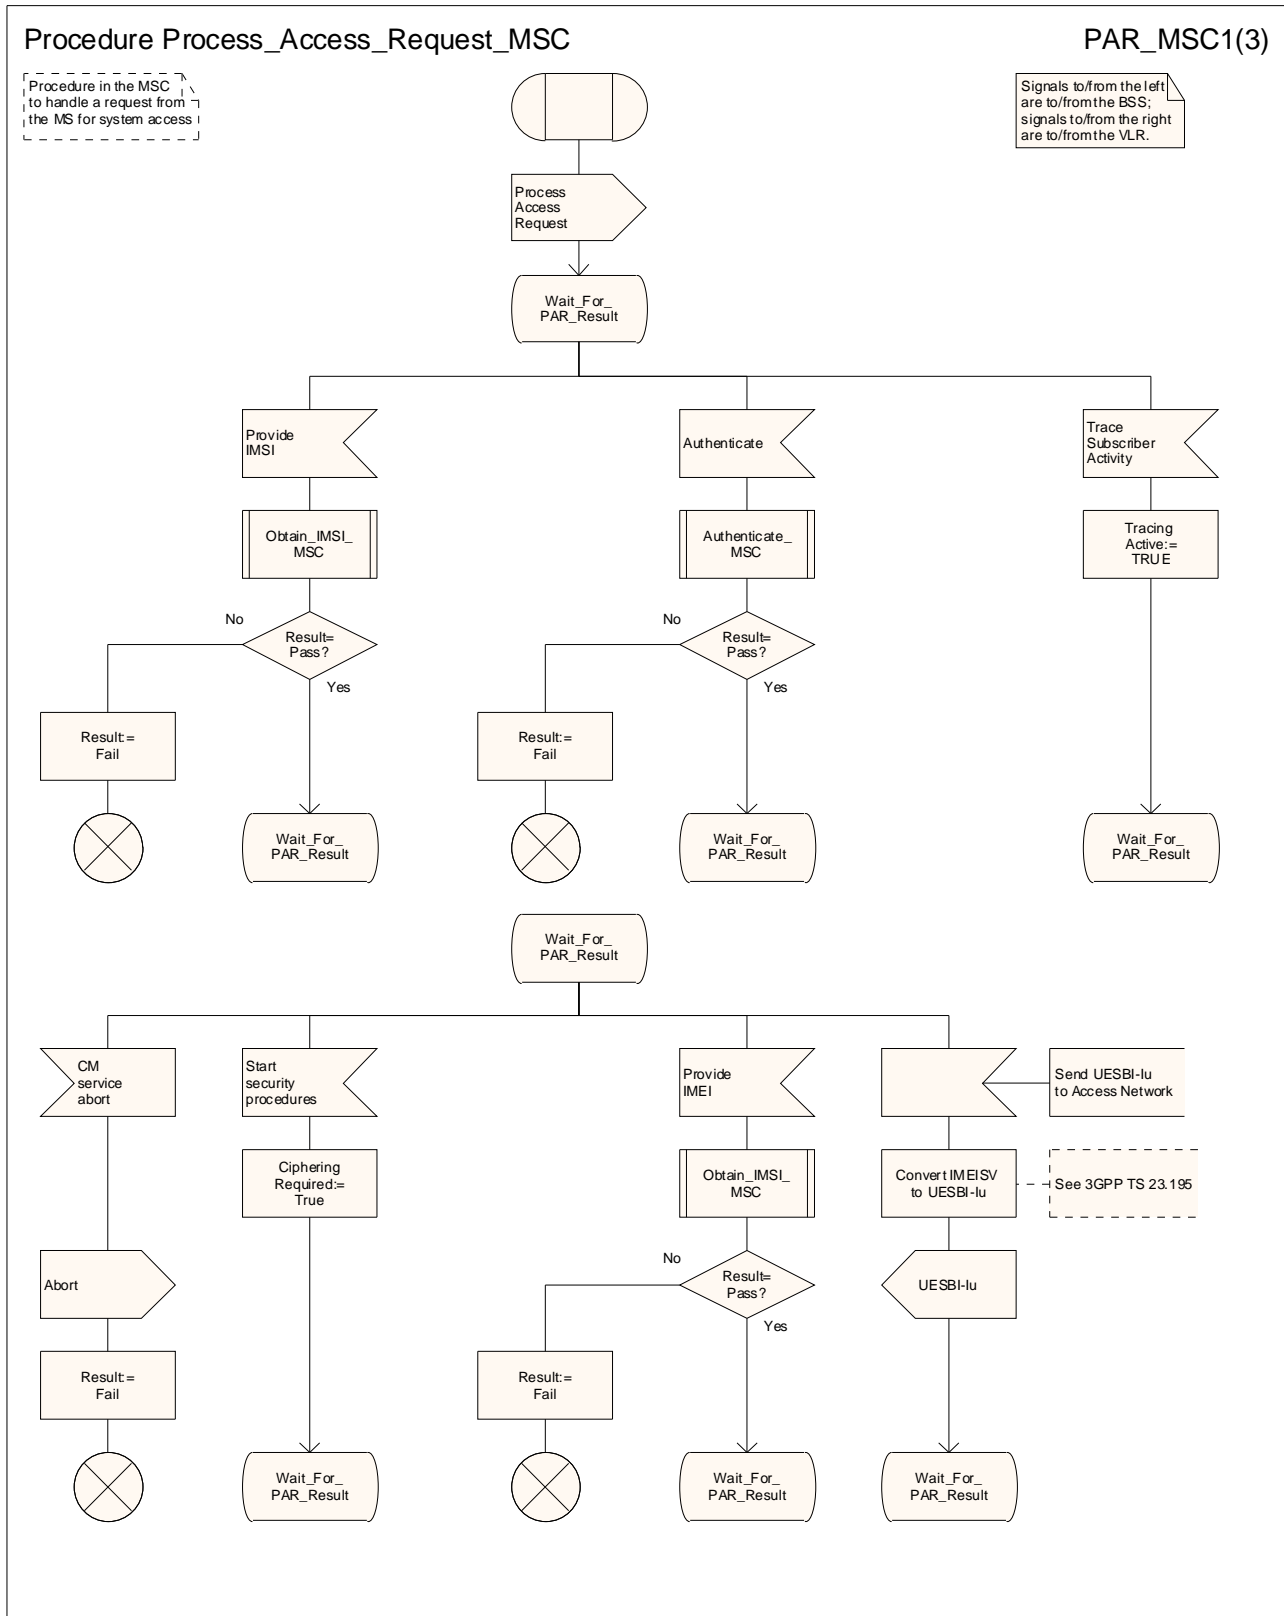 Procedure Process_Access_Request_MSC
PAR_MSC1(3)
Procedure in the MSC
to handle a request from
the MS for system access
Signals to/from the left
are to/from the BSS;
signals to/from the right
are to/from the VLR.
Process
Access
Request
Wait_For_
PAR_Result
Provide
IMSI
Authenticate
Trace
Subscriber
Activity
Obtain_IMSI_
MSC
Authenticate_
MSC
Tracing
Active:=
TRUE
No
Result=
Pass?
Yes
No
Result=
Pass?
Yes
Result:=
Fail
Result:=
Fail
Wait_For_
PAR_Result
Wait_For_
PAR_Result
Wait_For_
PAR_Result
Wait_For_
PAR_Result
CM
service
abort
Start
security
procedures
Provide
IMEI
Send UESBI-Iu
to Access Network
Ciphering
Required:=
True
Obtain_IMSI_
MSC
Convert IMEISV
to UESBI-Iu
See 3GPP TS 23.195
Abort
No
Result=
Pass?
Yes
UESBI-Iu
Result:=
Fail
Result:=
Fail
Wait_For_
PAR_Result
Wait_For_
PAR_Result
Wait_For_
PAR_Result